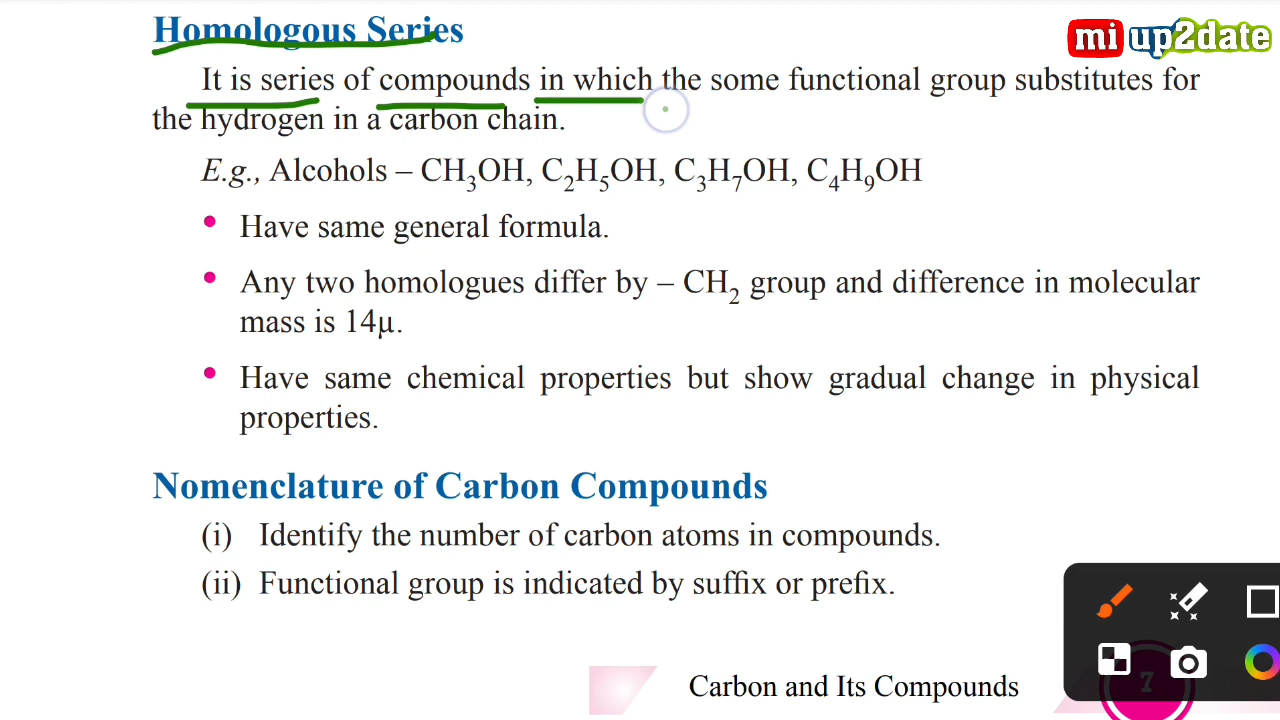 Homologous Series
mi up2date
It is series of compounds in which the some functional group substitutes for
the hydrogen in a carbon chain.
E.g., Alcohols – CH₃OH, C₂H₅OH, C₃H₇OH, C₄H₉OH
• Have same general formula.
• Any two homologues differ by – CH₂ group and difference in molecular
mass is 14μ.
• Have same chemical properties but show gradual change in physical
properties.
Nomenclature of Carbon Compounds
(i) Identify the number of carbon atoms in compounds.
(ii) Functional group is indicated by suffix or prefix.
Carbon and Its Compounds
7